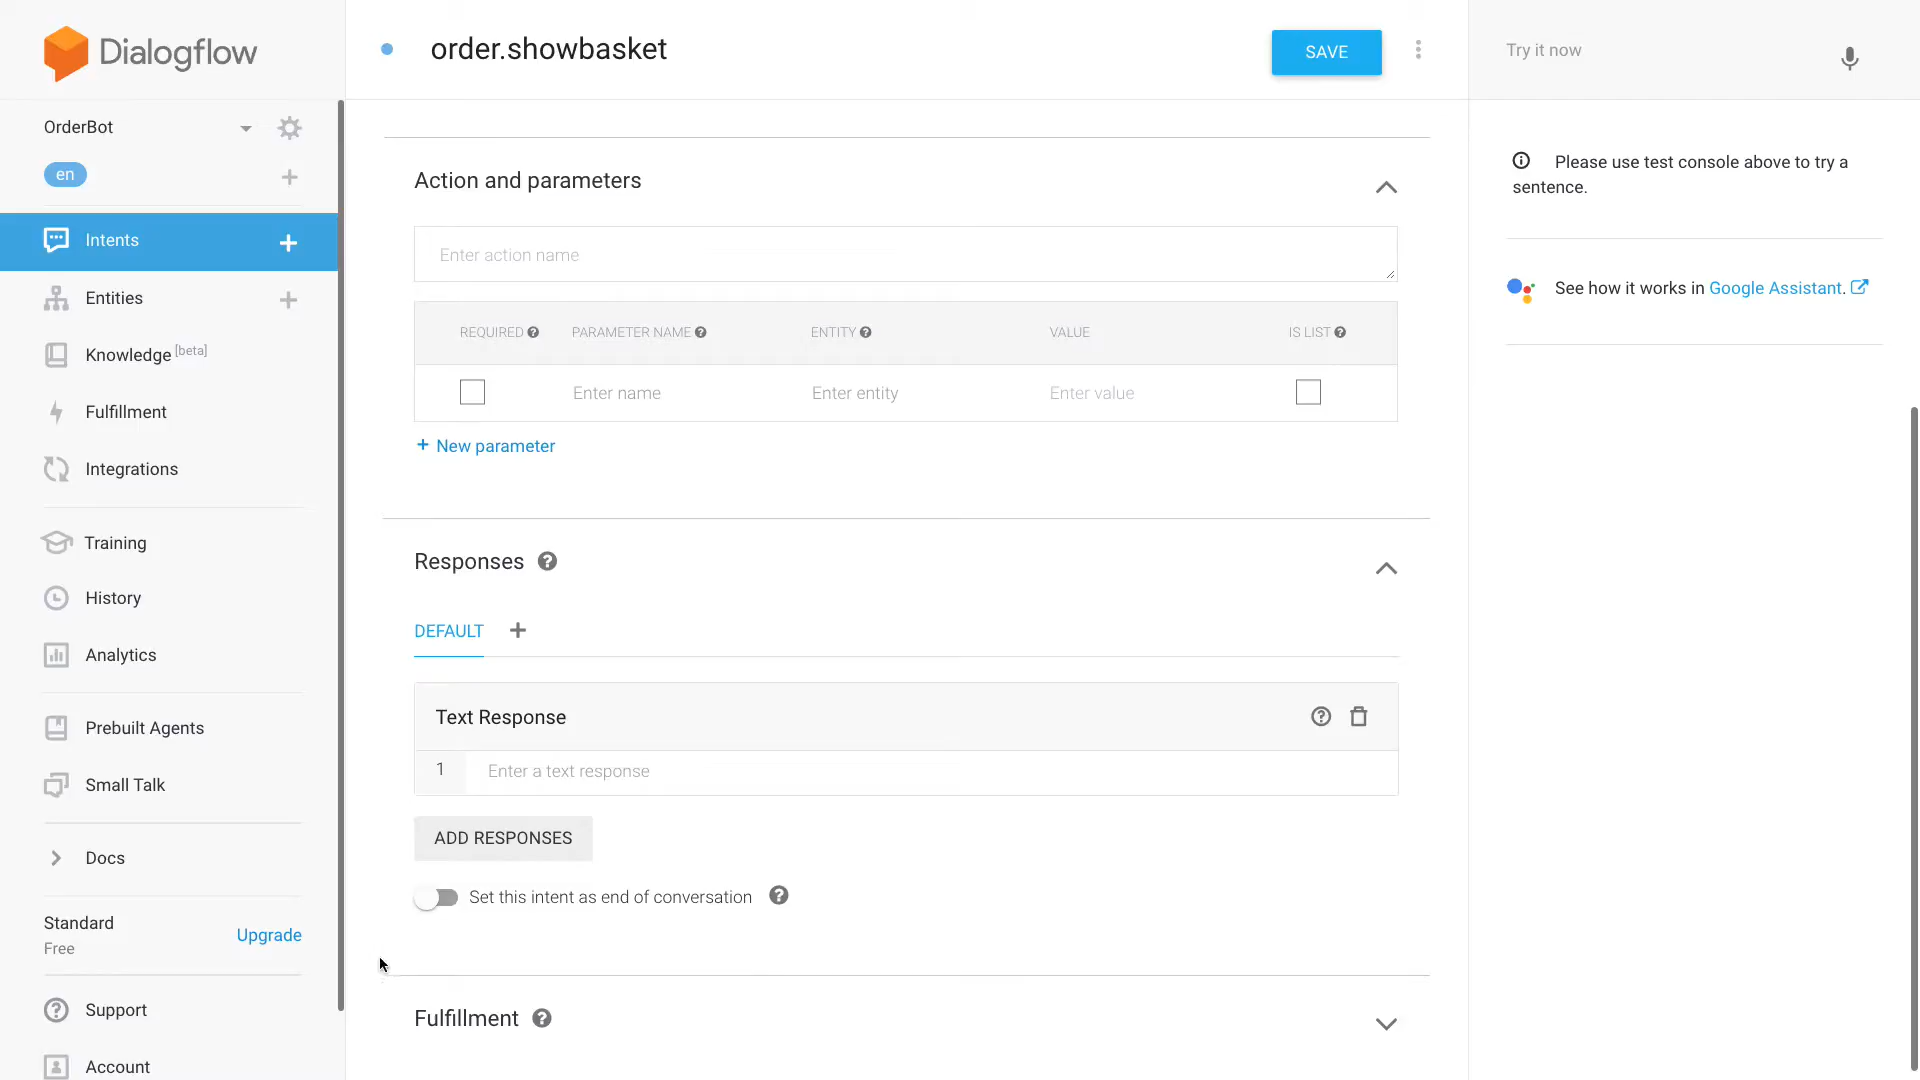 Dialogflow
order.showbasket
SAVE
Try it now
OrderBot
en
Intents
Entities
Knowledge [beta]
Fulfillment
Integrations
Training
History
Analytics
Prebuilt Agents
Small Talk
Docs
Standard
Free
Upgrade
Support
Account
Action and parameters
Enter action name
REQUIRED
PARAMETER NAME
ENTITY
VALUE
IS LIST
Enter name
Enter entity
Enter value
+ New parameter
Responses
DEFAULT
Text Response
1
Enter a text response
ADD RESPONSES
Set this intent as end of conversation
Fulfillment
Please use test console above to try a
sentence.
See how it works in Google Assistant.